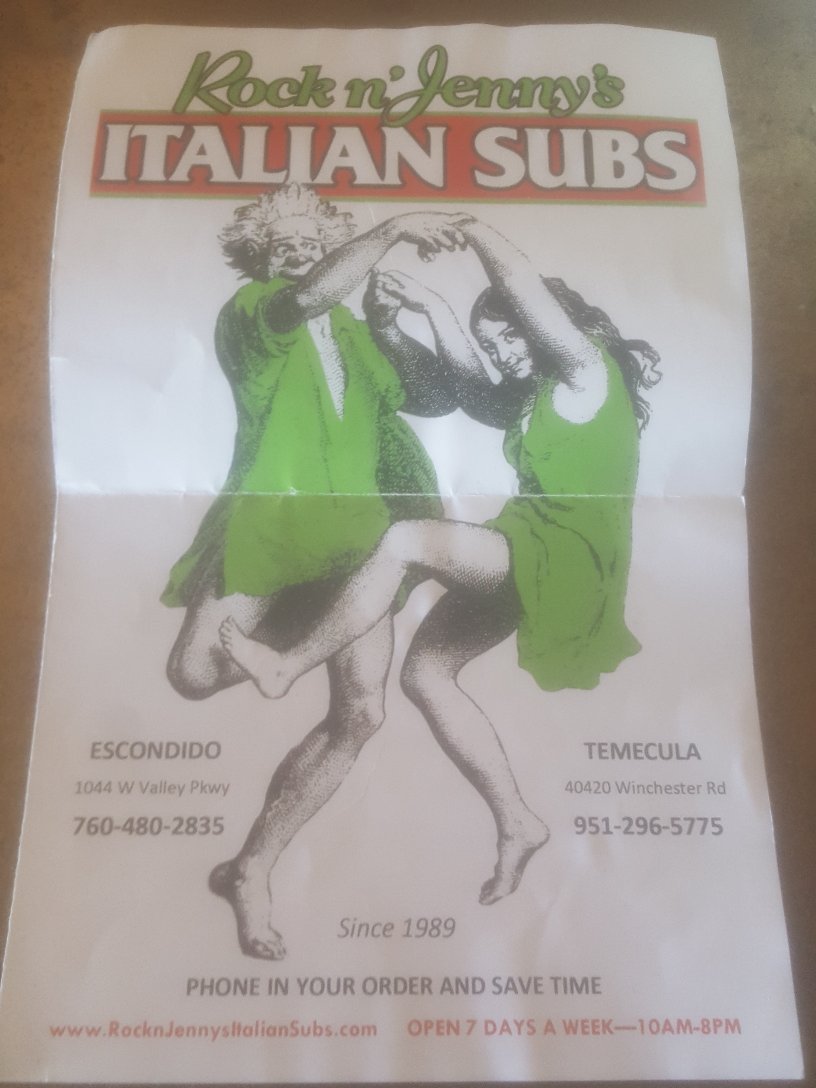 Rock n' Jenny's
ITALIAN SUBS
ESCONDIDO
1044 W Valley Pkwy
760-480-2835
TEMECULA
40420 Winchester Rd
951-296-5775
Since 1989
PHONE IN YOUR ORDER AND SAVE TIME
www.RocknJennysItalianSubs.com OPEN 7 DAYS A WEEK—10AM-8PM